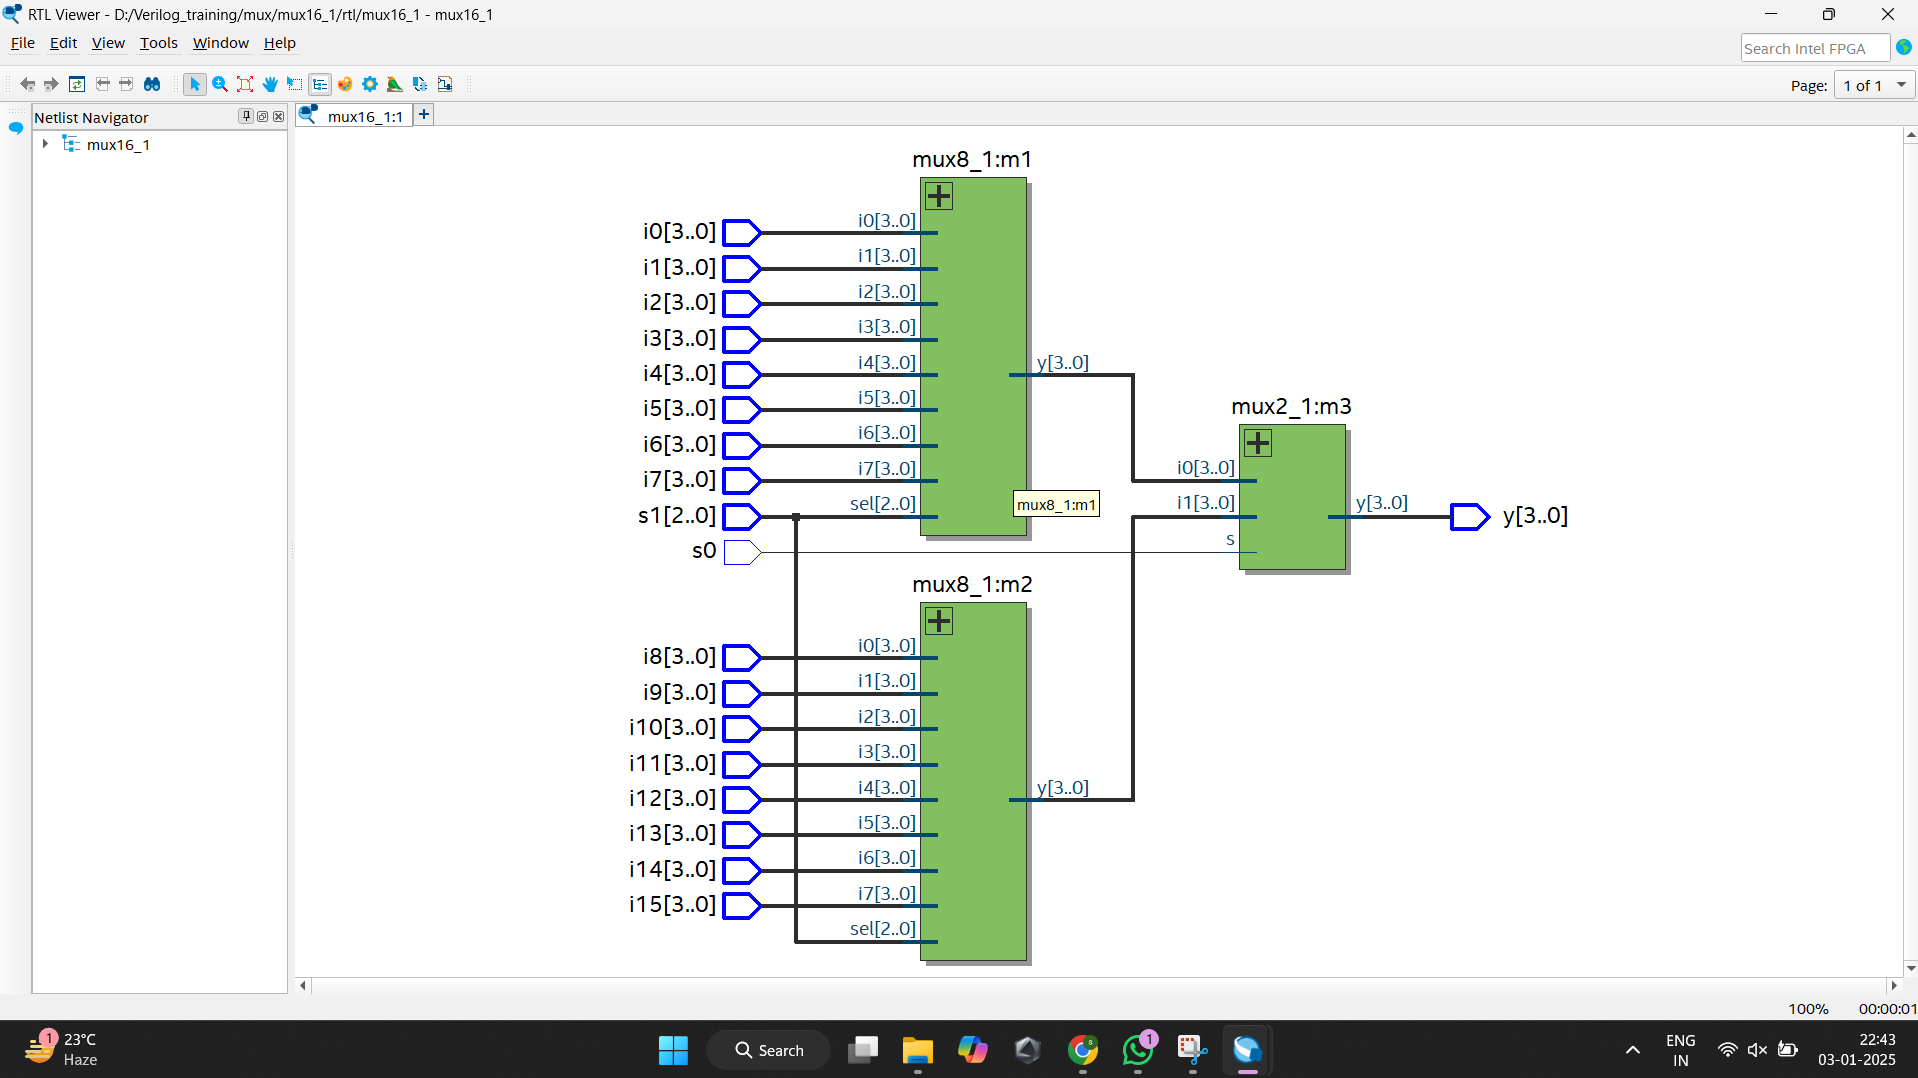 RTL Viewer - D:/Verilog_training/mux/mux16_1/rtl/mux16_1 - mux16_1
File Edit View Tools Window Help
Search Intel FPGA
Page: 1 of 1
Netlist Navigator
mux16_1
mux16_1:1
mux8_1:m1
i0[3..0] i0[3..0]
i1[3..0] i1[3..0]
i2[3..0] i2[3..0]
i3[3..0] i3[3..0]
i4[3..0] i4[3..0] y[3..0]
i5[3..0] i5[3..0]
mux2_1:m3
i6[3..0] i6[3..0]
i7[3..0] i7[3..0] i0[3..0]
s1[2..0] sel[2..0] i1[3..0] y[3..0] y[3..0]
mux8_1:m1
s0 s
mux8_1:m2
i8[3..0] i0[3..0]
i9[3..0] i1[3..0]
i10[3..0] i2[3..0]
i11[3..0] i3[3..0]
i12[3..0] i4[3..0] y[3..0]
i13[3..0] i5[3..0]
i14[3..0] i6[3..0]
i15[3..0] i7[3..0]
sel[2..0]
100% 00:00:01
1
23°C
Haze
Search
s
1
ENG
IN
22:43
03-01-2025